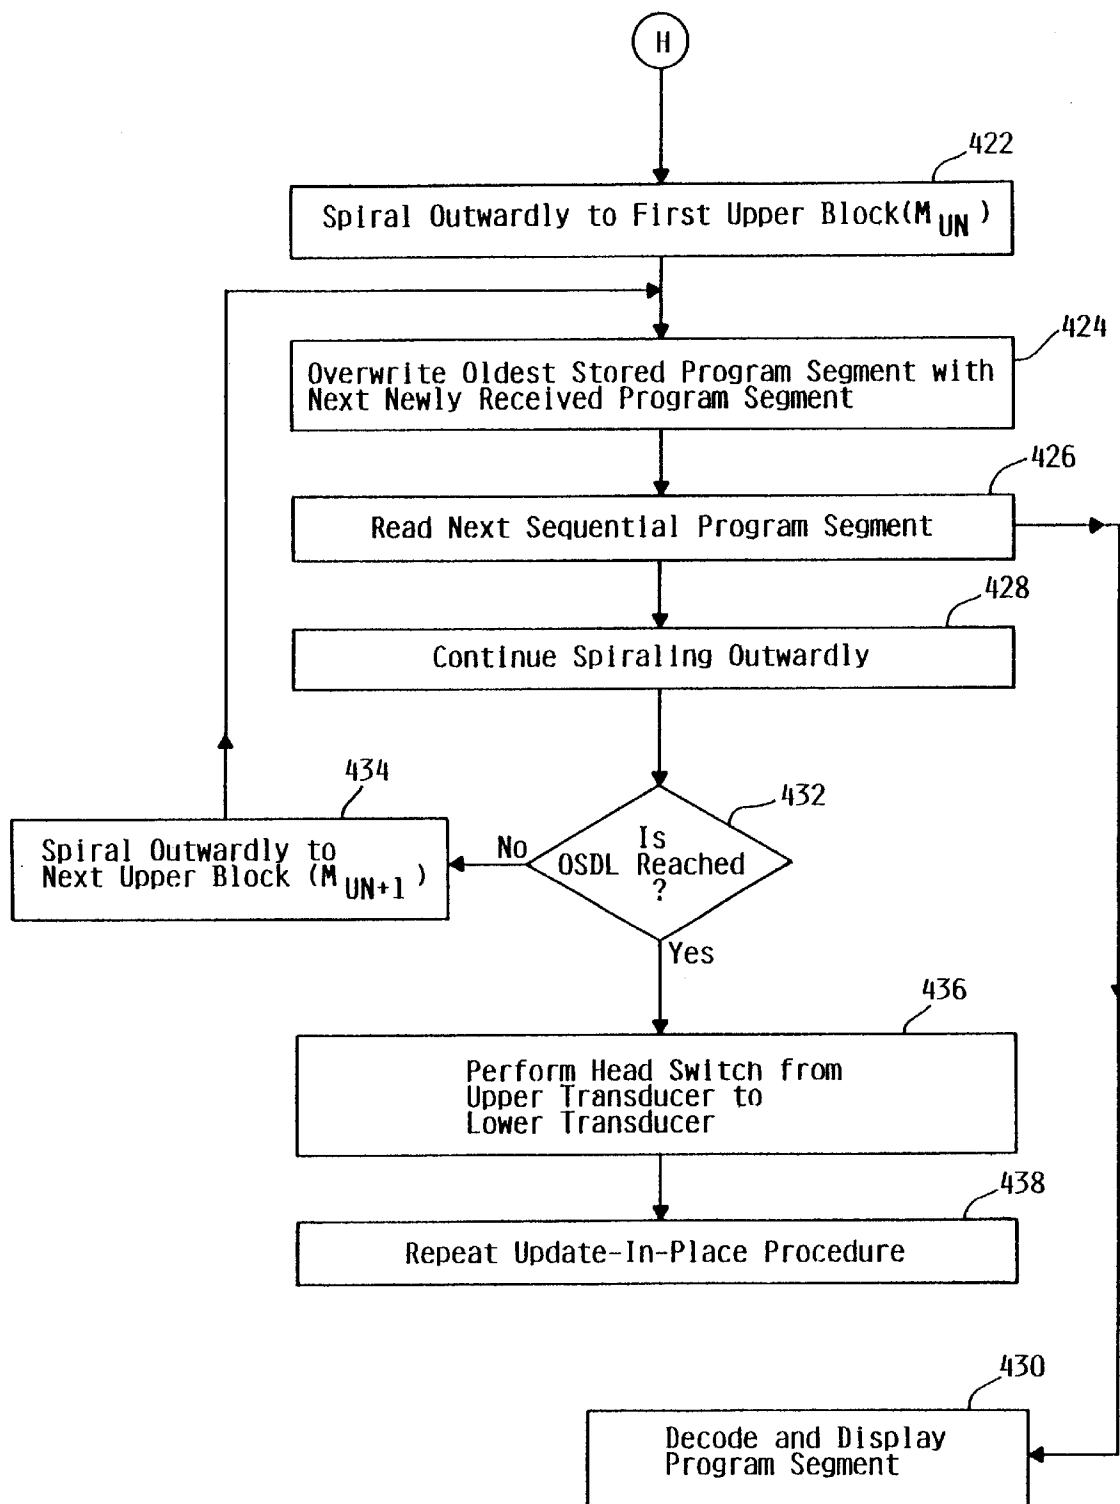 H
422
Spiral Outwardly to First Upper Block(M UN )
424
Overwrite Oldest Stored Program Segment with
Next Newly Received Program Segment
426
Read Next Sequential Program Segment
428
Continue Spiraling Outwardly
434
Spiral Outwardly to
Next Upper Block (M UN+1 )
432
Is
OSDL Reached
?
No
Yes
436
Perform Head Switch from
Upper Transducer to
Lower Transducer
438
Repeat Update-In-Place Procedure
430
Decode and Display
Program Segment